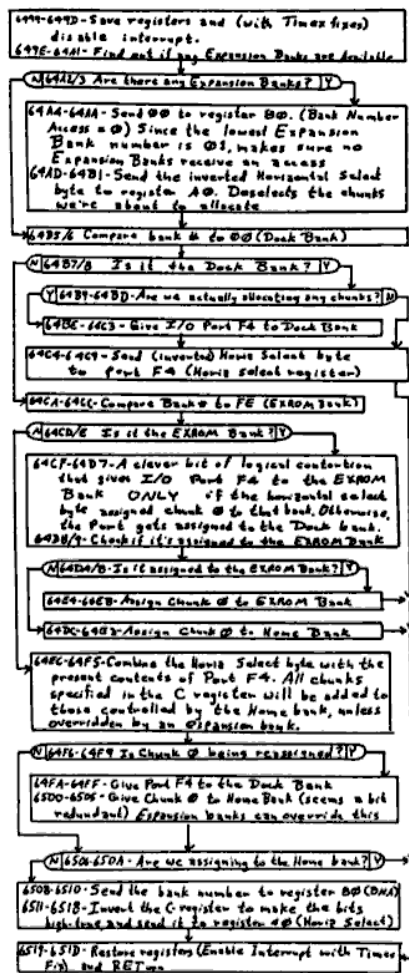 6499-649D - Save registers and (with Timex fixes)
disable interrupt.
649E-64A1 - Find out if any Expansion Banks are Available
N 64A2/3 Are there any Expansion Banks? Y
64A4-64AA - Send 00 to register B0. (Bank Number
Access = 0) Since the lowest Expansion
Bank number is 01, makes sure no
Expansion Banks receive an access
64AD-64B1 - Send the inverted Horizontal Select
byte to register A0. Deselects the chunks
we're about to allocate
64B5/6 Compare bank # to 00 (Dock Bank)
N 64B7/8 Is it the Dock Bank? Y
Y 64B9-64BD - Are we actually allocating any chunks? N
64BE-64C3 - Give I/O Port F4 to Dock Bank
64C4-64C9 - Send (inverted) Horiz Select byte
to Port F4 (Horiz Select register)
64CA-64CC - Compare Bank # to FE (EXROM Bank)
N 64CD/E Is it the EXROM Bank? Y
64CF-64D7 - A clever bit of logical contortion
that gives I/O Port F4 to the EXROM
Bank ONLY if the horizontal select
byte assigned chunk 0 to that bank. Otherwise,
the Port gets assigned to the Dock bank.
64D8/9 - Check if it's assigned to the EXROM Bank
N 64DA/B - Is it assigned to the EXROM Bank? Y
64E4-64EB - Assign Chunk 0 to EXROM Bank
64DC-64E3 - Assign Chunk 0 to Home Bank
64EC-64F5 - Combine the Horiz Select byte with the
present contents of Port F4. All chunks
specified in the C register will be added to
those controlled by the Home bank, unless
overridden by an expansion bank.
N 64F6-64F9 Is Chunk 0 being reassigned? Y
64FA-64FF - Give Port F4 to the Dock Bank
6500-6505 - Give Chunk 0 to Home Bank (seems a bit
redundant) Expansion banks can override this
N 6506-650A - Are we assigning to the Home bank? Y
650B-6510 - Send the bank number to register B0 (BNA)
6511-6518 - Invert the C-register to make the bits
high-true, and send it to register A0 (Horiz Select)
6519-651D - Restore registers (Enable Interrupt with Timex
Fix) and RETurn